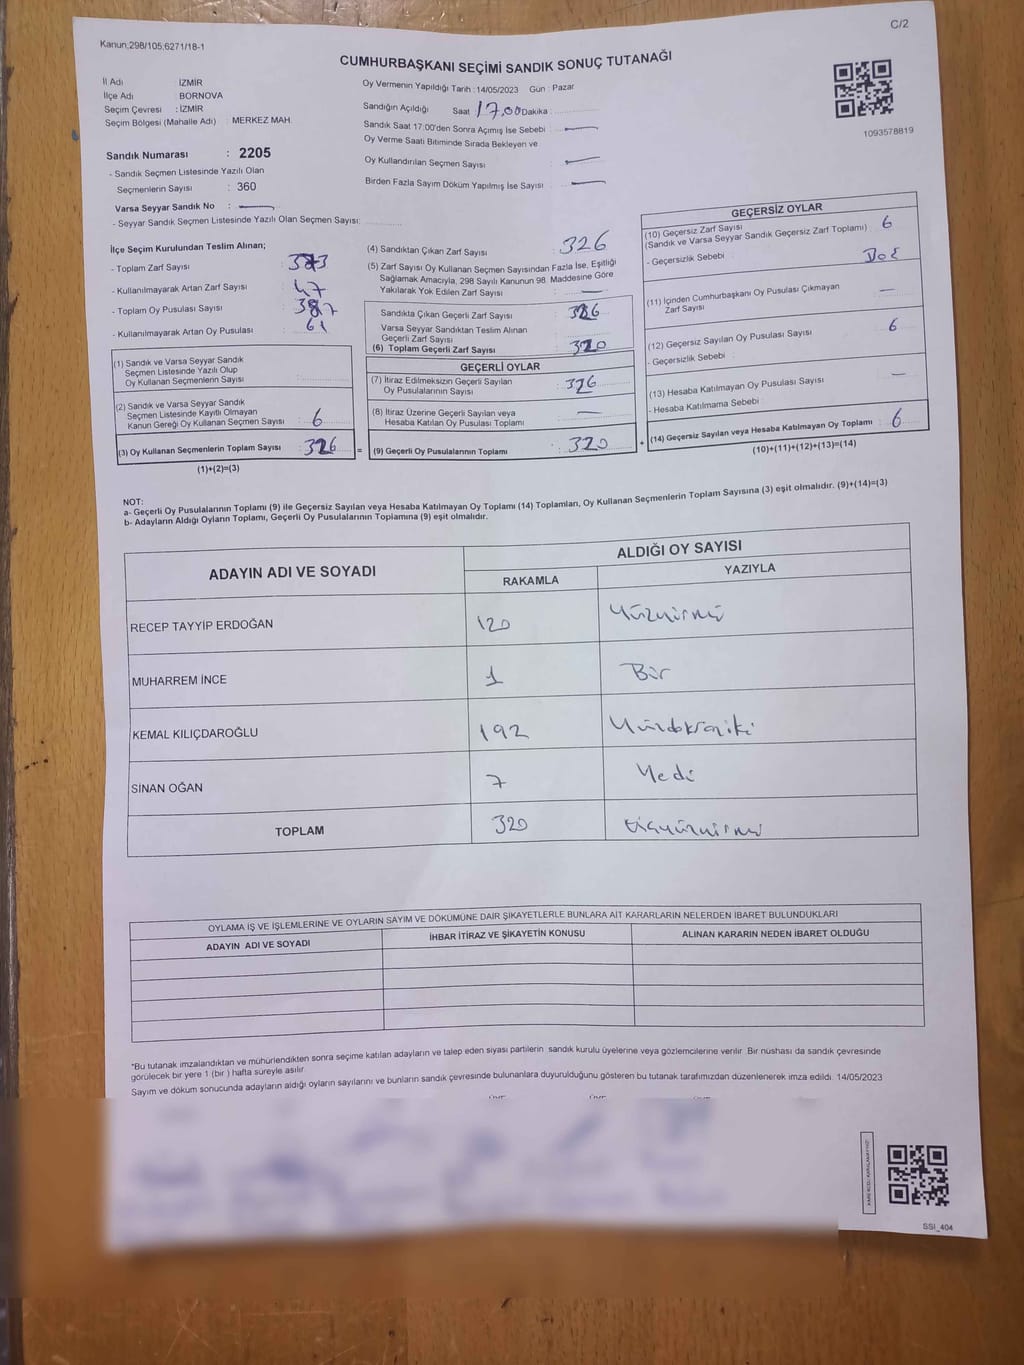 C/2
Kanun;298/105;6271/18-1
CUMHURBAŞKANI SEÇİMİ SANDIK SONUÇ TUTANAĞI
İl Adı : İZMİR
İlçe Adı : BORNOVA
Seçim Çevresi : İZMİR
Seçim Bölgesi (Mahalle Adı) : MERKEZ MAH.
Sandık Numarası : 2205
- Sandık Seçmen Listesinde Yazılı Olan
Seçmenlerin Sayısı : 360
Varsa Seyyar Sandık No :
- Seyyar Sandık Seçmen Listesinde Yazılı Olan Seçmen Sayısı:
Oy Vermenin Yapıldığı Tarih : 14/05/2023 Gün : Pazar
Sandığın Açıldığı Saat 17.00 Dakika :
Sandık Saat 17:00'den Sonra Açımış İse Sebebi :
Oy Verme Saati Bitiminde Sırada Bekleyen ve
Oy Kullandırılan Seçmen Sayısı
Birden Fazla Sayım Döküm Yapılmış İse Sayısı
1093578819
İlçe Seçim Kurulundan Teslim Alınan;
- Toplam Zarf Sayısı
- Kullanılmayarak Artan Zarf Sayısı : 47
- Toplam Oy Pusulası Sayısı
- Kullanılmayarak Artan Oy Pusulası : 61
(1) Sandık ve Varsa Seyyar Sandık
Seçmen Listesinde Yazılı Olup
Oy Kullanan Seçmenlerin Sayısı
(2) Sandık ve Varsa Seyyar Sandık
Seçmen Listesinde Kayıtlı Olmayan
Kanun Gereği Oy Kullanan Seçmen Sayısı : 6
(3) Oy Kullanan Seçmenlerin Toplam Sayısı : 326
(1)+(2)=(3)
(4) Sandıktan Çıkan Zarf Sayısı : 326
(5) Zarf Sayısı Oy Kullanan Seçmen Sayısından Fazla İse, Eşitliği
Sağlamak Amacıyla, 298 Sayılı Kanunun 98. Maddesine Göre
Yakılarak Yok Edilen Zarf Sayısı :
Sandıkta Çıkan Geçerli Zarf Sayısı : 326
Varsa Seyyar Sandıktan Teslim Alınan
Geçerli Zarf Sayısı
(6) Toplam Geçerli Zarf Sayısı : 320
GEÇERLİ OYLAR
(7) İtiraz Edilmeksizin Geçerli Sayılan
Oy Pusulalarının Sayısı : 326
(8) İtiraz Üzerine Geçerli Sayılan veya
Hesaba Katılan Oy Pusulası Toplamı :
= (9) Geçerli Oy Pusulalarının Toplamı : 320
GEÇERSİZ OYLAR
(10) Geçersiz Zarf Sayısı
(Sandık ve Varsa Seyyar Sandık Geçersiz Zarf Toplamı) : 6
- Geçersizlik Sebebi : Boş
(11) İçinden Cumhurbaşkanı Oy Pusulası Çıkmayan
Zarf Sayısı :
(12) Geçersiz Sayılan Oy Pusulası Sayısı : 6
- Geçersizlik Sebebi :
(13) Hesaba Katılmayan Oy Pusulası Sayısı :
- Hesaba Katılmama Sebebi :
+ (14) Geçersiz Sayılan veya Hesaba Katılmayan Oy Toplamı : 6
(10)+(11)+(12)+(13)=(14)
NOT:
a- Geçerli Oy Pusulalarının Toplamı (9) ile Geçersiz Sayılan veya Hesaba Katılmayan Oy Toplamı (14) Toplamları, Oy Kullanan Seçmenlerin Toplam Sayısına (3) eşit olmalıdır. (9)+(14)=(3)
b- Adayların Aldığı Oyların Toplamı, Geçerli Oy Pusulalarının Toplamına (9) eşit olmalıdır.
ADAYIN ADI VE SOYADI
ALDIĞI OY SAYISI
RAKAMLA YAZIYLA
RECEP TAYYİP ERDOĞAN 120 Yüzyirmi
MUHARREM İNCE 1 Bir
KEMAL KILIÇDAROĞLU 192 Yüzdoksaniki
SİNAN OĞAN 7 Yedi
TOPLAM 320 üçyüzyirmi
OYLAMA İŞ VE İŞLEMLERİNE VE OYLARIN SAYIM VE DÖKÜMÜNE DAİR ŞİKAYETLERLE BUNLARA AİT KARARLARIN NELERDEN İBARET BULUNDUKLARI
ADAYIN ADI VE SOYADI İHBAR İTİRAZ VE ŞİKAYETİN KONUSU ALINAN KARARIN NEDEN İBARET OLDUĞU
*Bu tutanak imzalandıktan ve mühürlendikten sonra seçime katılan adayların ve talep eden siyasi partilerin sandık kurulu üyelerine veya gözlemcilerine verilir. Bir nüshası da sandık çevresinde
görülecek bir yere 1 (bir ) hafta süreyle asılır.
Sayım ve döküm sonucunda adayların aldığı oyların sayılarını ve bunların sandık çevresinde bulunanlara duyurulduğunu gösteren bu tutanak tarafımızdan düzenlenerek imza edildi. 14/05/2023
SSI_404